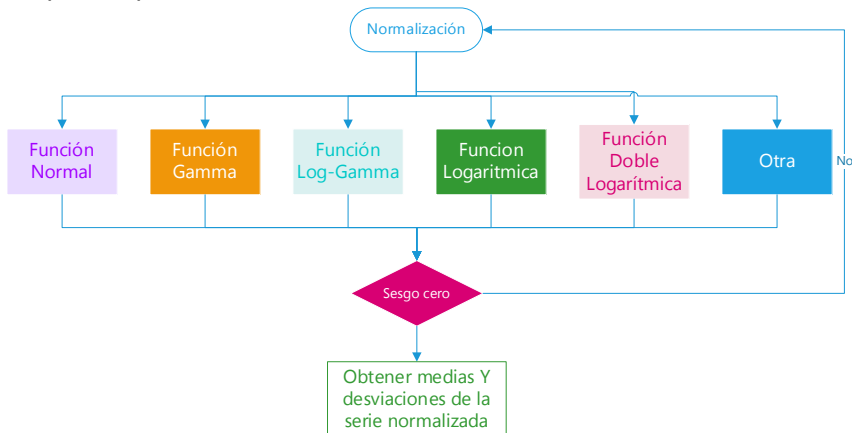 Normalización
Función
Normal
Función
Gamma
Función
Log-Gamma
Funcion
Logaritmica
Función
Doble
Logarítmica
Otra
No
Sesgo cero
Obtener medias Y
desviaciones de la
serie normalizada